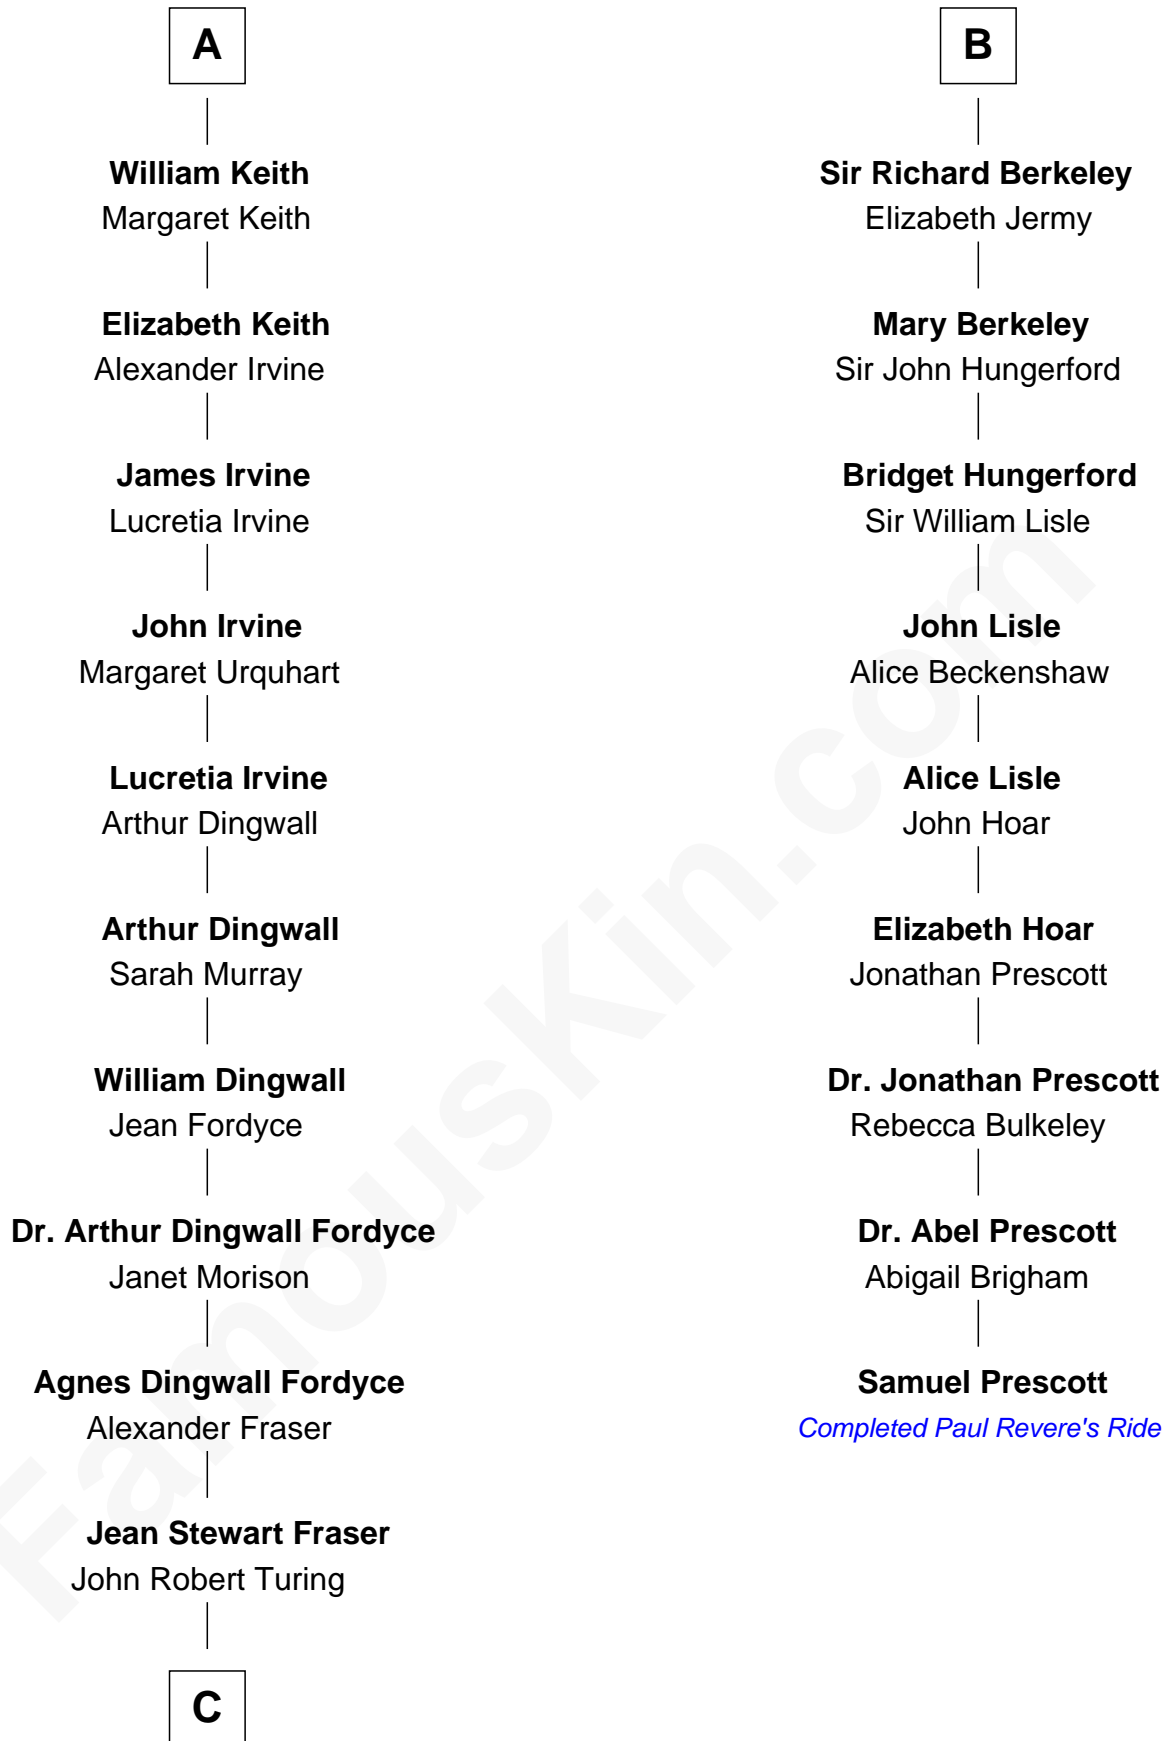 A
William Keith
Margaret Keith
Elizabeth Keith
Alexander Irvine
James Irvine
Lucretia Irvine
John Irvine
Margaret Urquhart
Lucretia Irvine
Arthur Dingwall
Arthur Dingwall
Sarah Murray
William Dingwall
Jean Fordyce
Dr. Arthur Dingwall Fordyce
Janet Morison
Agnes Dingwall Fordyce
Alexander Fraser
Jean Stewart Fraser
John Robert Turing
C
B
Sir Richard Berkeley
Elizabeth Jermy
Mary Berkeley
Sir John Hungerford
Bridget Hungerford
Sir William Lisle
John Lisle
Alice Beckenshaw
Alice Lisle
John Hoar
Elizabeth Hoar
Jonathan Prescott
Dr. Jonathan Prescott
Rebecca Bulkeley
Dr. Abel Prescott
Abigail Brigham
Samuel Prescott
Completed Paul Revere's Ride
FamousKin.com